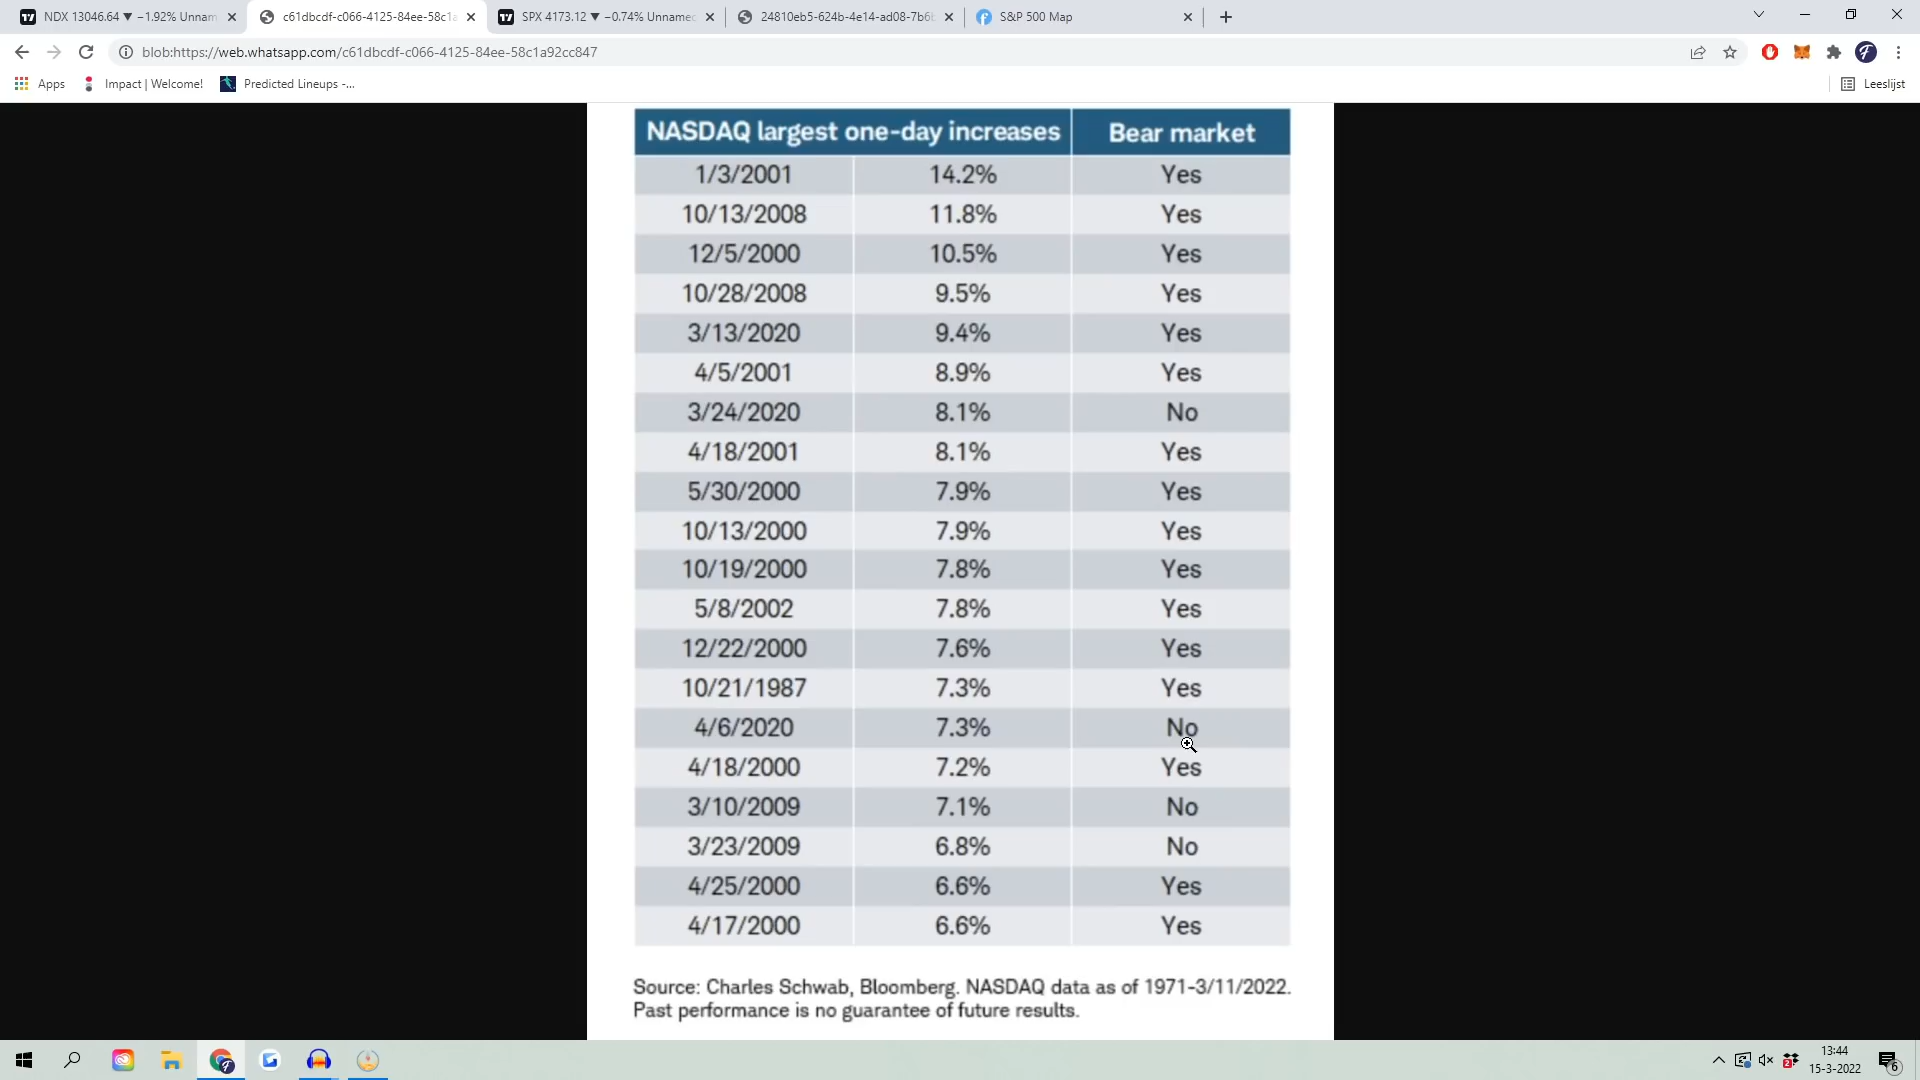 NDX 13046.64 ▼ −1.92% Unnam
c61dbcdf-c066-4125-84ee-58c1a
SPX 4173.12 ▼ −0.74% Unnamed
24810eb5-624b-4e14-ad08-7b6
S&P 500 Map
blob:https://web.whatsapp.com/c61dbcdf-c066-4125-84ee-58c1a92cc847
Apps
Impact | Welcome!
Predicted Lineups -...
Leeslijst
NASDAQ largest one-day increases Bear market
1/3/2001 14.2% Yes
10/13/2008 11.8% Yes
12/5/2000 10.5% Yes
10/28/2008 9.5% Yes
3/13/2020 9.4% Yes
4/5/2001 8.9% Yes
3/24/2020 8.1% No
4/18/2001 8.1% Yes
5/30/2000 7.9% Yes
10/13/2000 7.9% Yes
10/19/2000 7.8% Yes
5/8/2002 7.8% Yes
12/22/2000 7.6% Yes
10/21/1987 7.3% Yes
4/6/2020 7.3% No
4/18/2000 7.2% Yes
3/10/2009 7.1% No
3/23/2009 6.8% No
4/25/2000 6.6% Yes
4/17/2000 6.6% Yes
Source: Charles Schwab, Bloomberg. NASDAQ data as of 1971-3/11/2022.
Past performance is no guarantee of future results.
13:44
15-3-2022
6